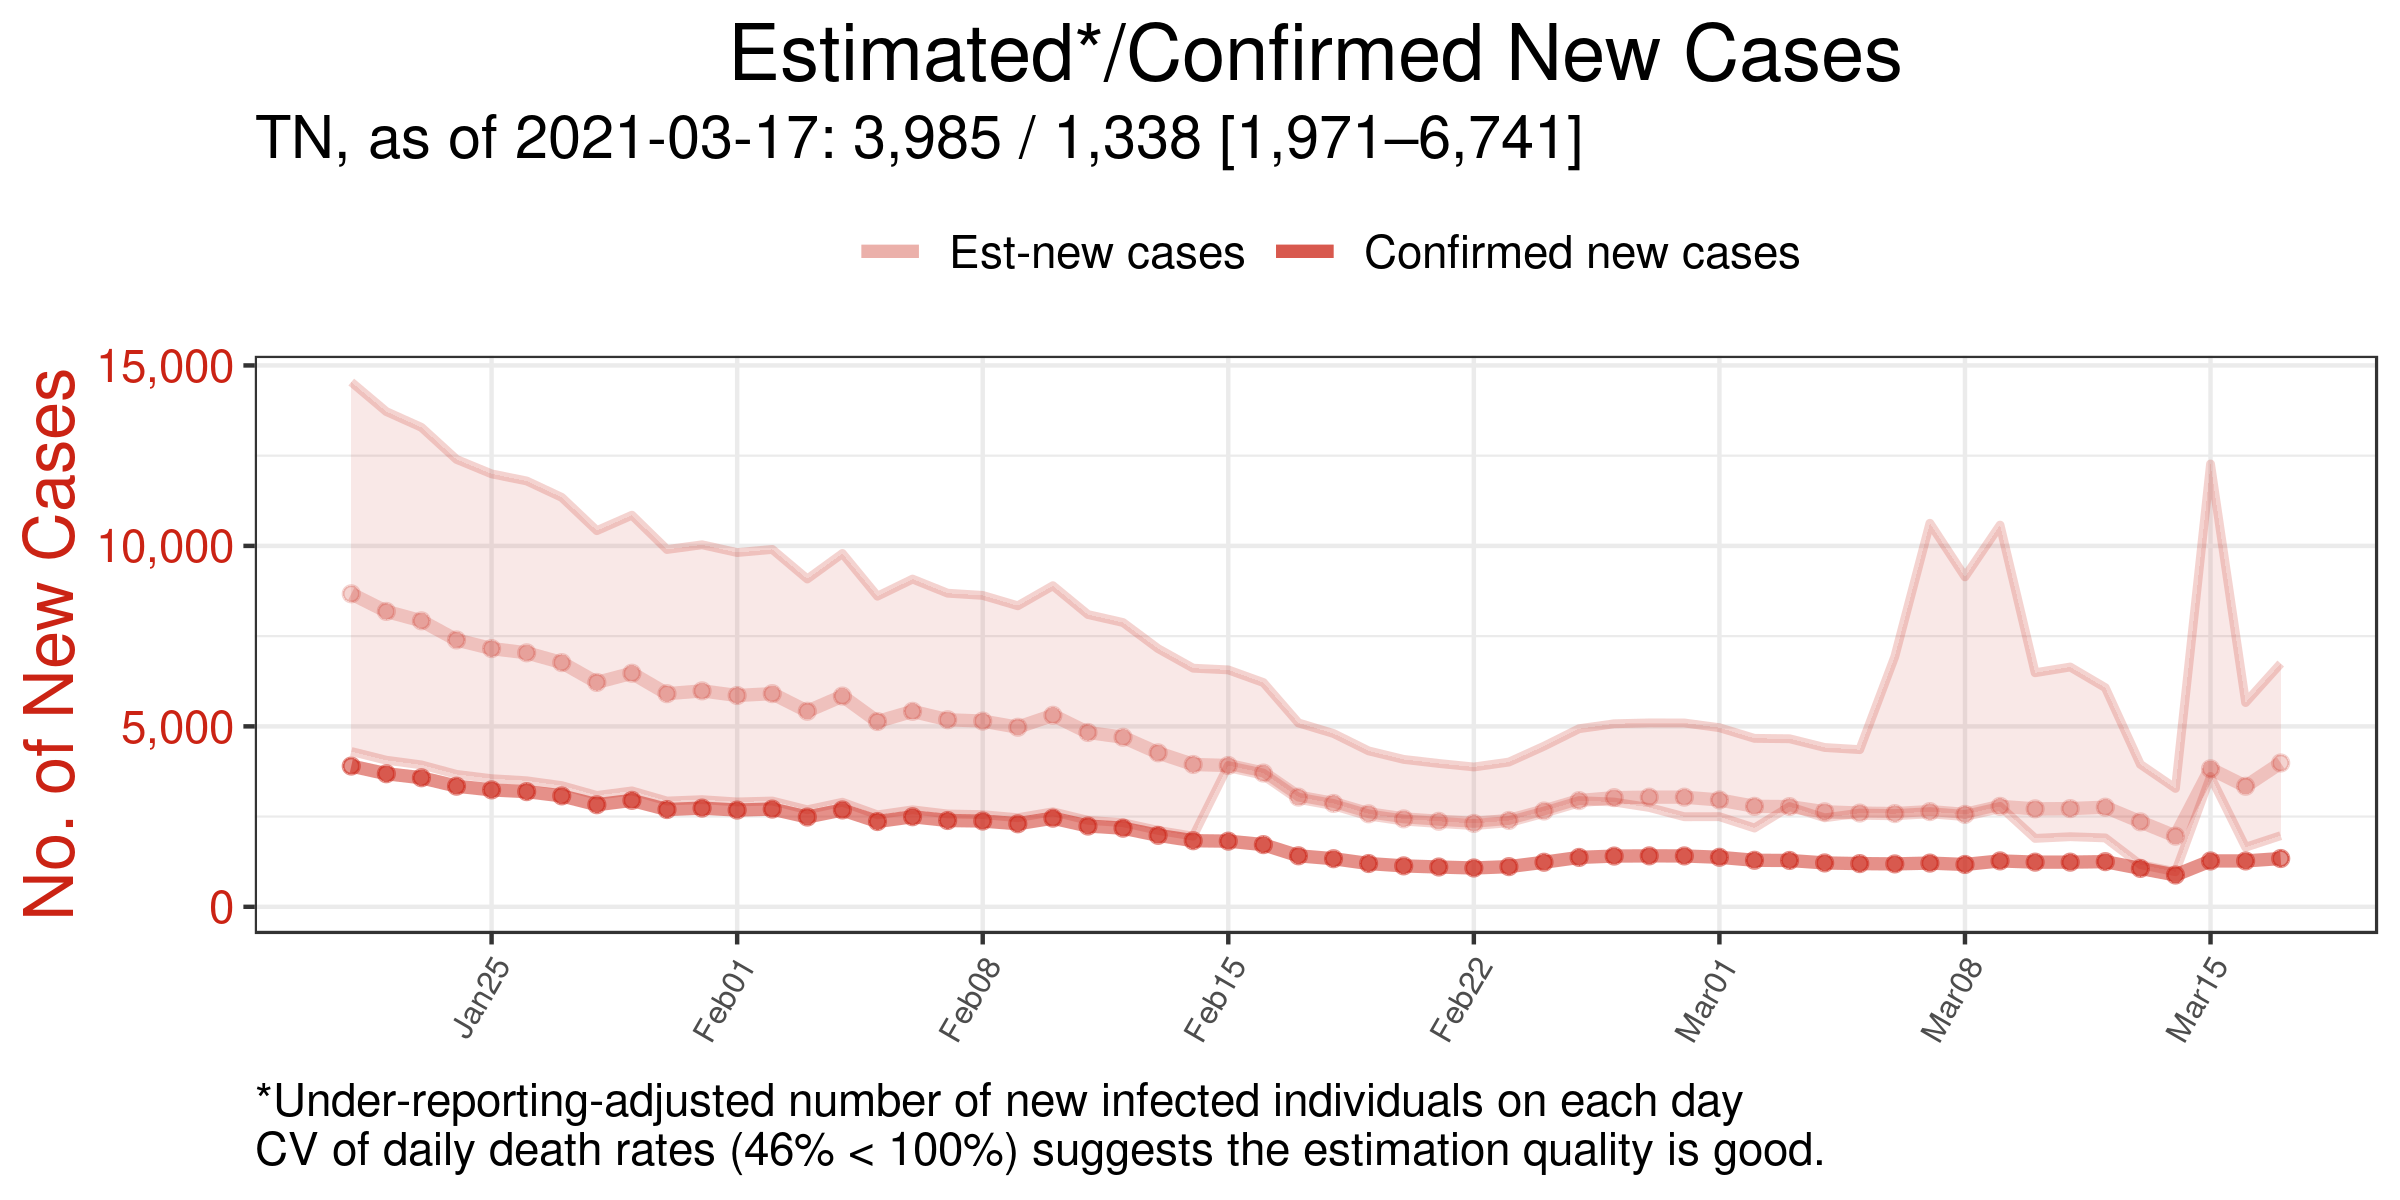 Estimated*/Confirmed New Cases
TN, as of 2021-03-17: 3,985 / 1,338 [1,971–6,741]
Est-new cases
Confirmed new cases
No. of New Cases
15,000
10,000
5,000
0
Jan25
Feb01
Feb08
Feb15
Feb22
Mar01
Mar08
Mar15
*Under-reporting-adjusted number of new infected individuals on each day
CV of daily death rates (46% < 100%) suggests the estimation quality is good.